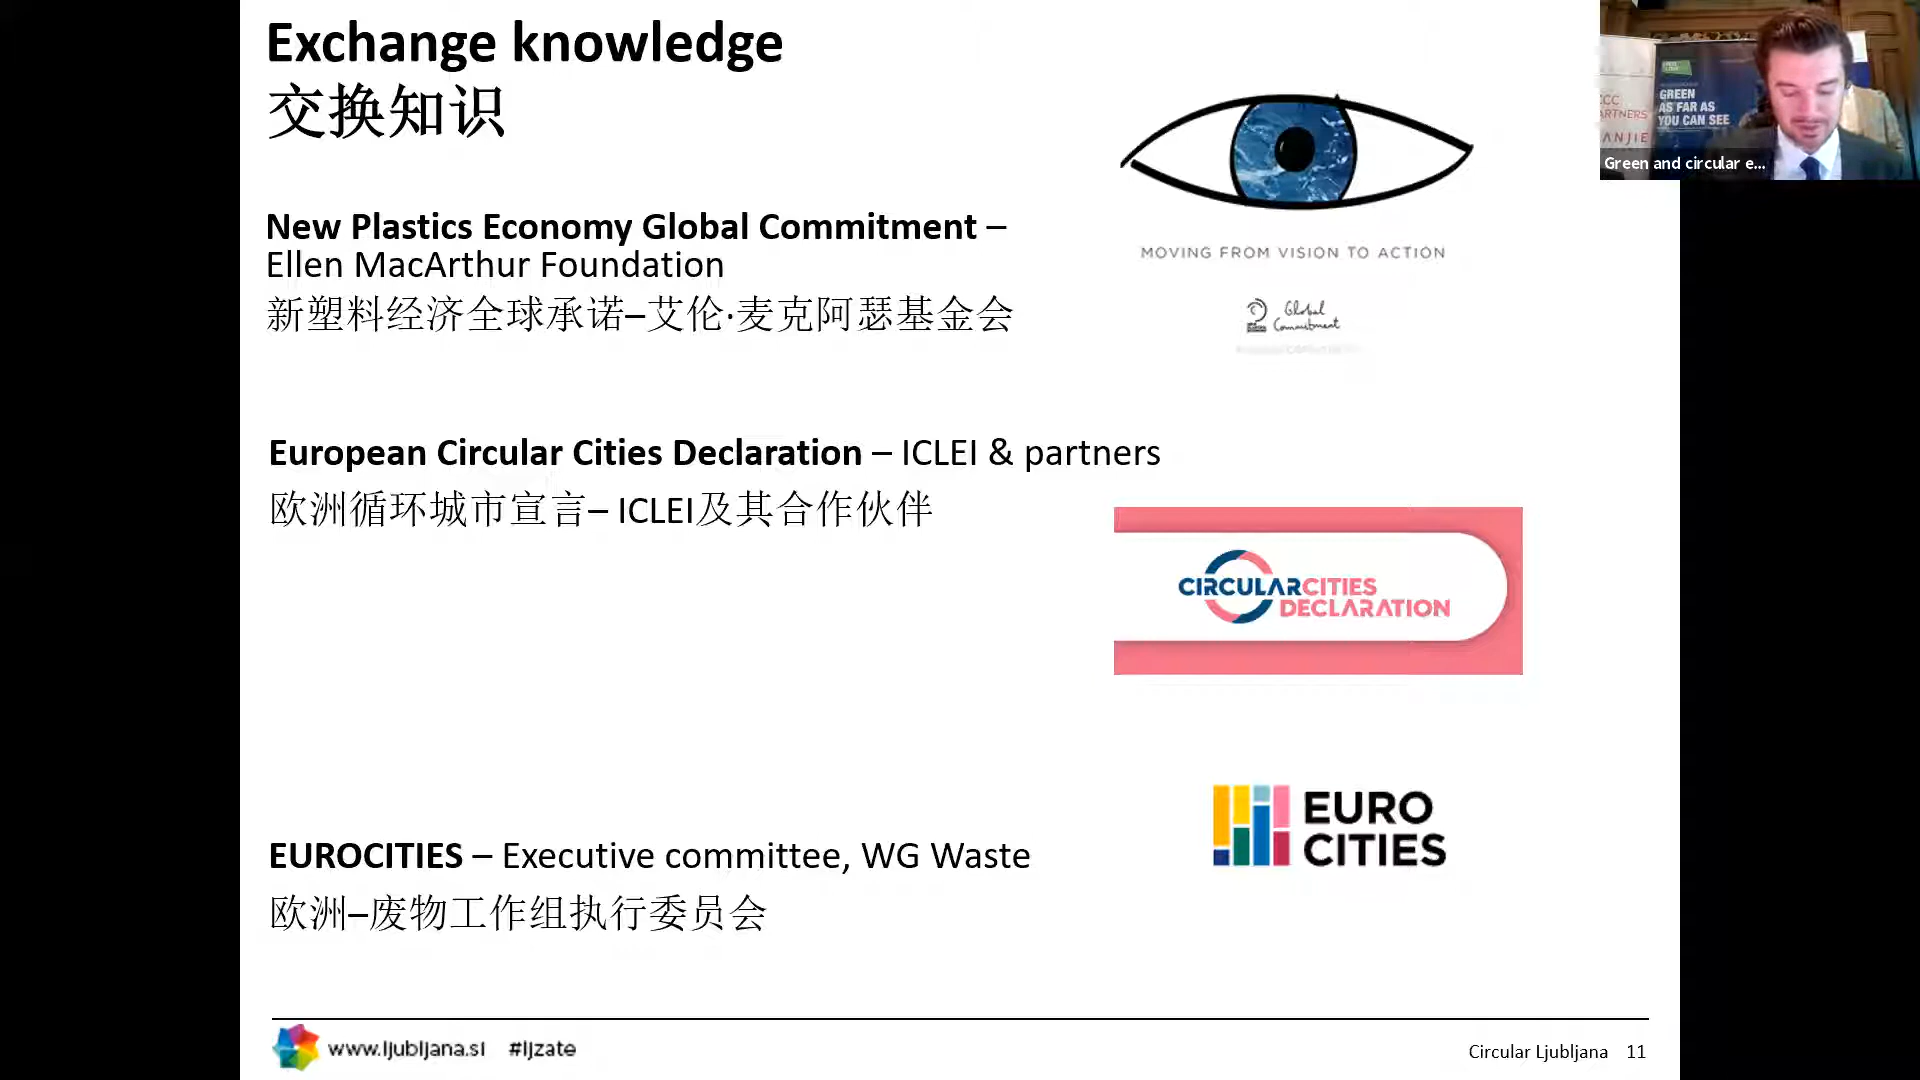 Exchange knowledge
交换知识
New Plastics Economy Global Commitment –
Ellen MacArthur Foundation
新塑料经济全球承诺–艾伦·麦克阿瑟基金会
MOVING FROM VISION TO ACTION
Global
Commitment
European Circular Cities Declaration – ICLEI & partners
欧洲循环城市宣言– ICLEI及其合作伙伴
CIRCULARCITIES
DECLARATION
EURO
CITIES
EUROCITIES – Executive committee, WG Waste
欧洲–废物工作组执行委员会
www.ljubljana.si #ljzate
Circular Ljubljana 11
GREEN
AS FAR AS
YOU CAN SEE
Green and circular e...